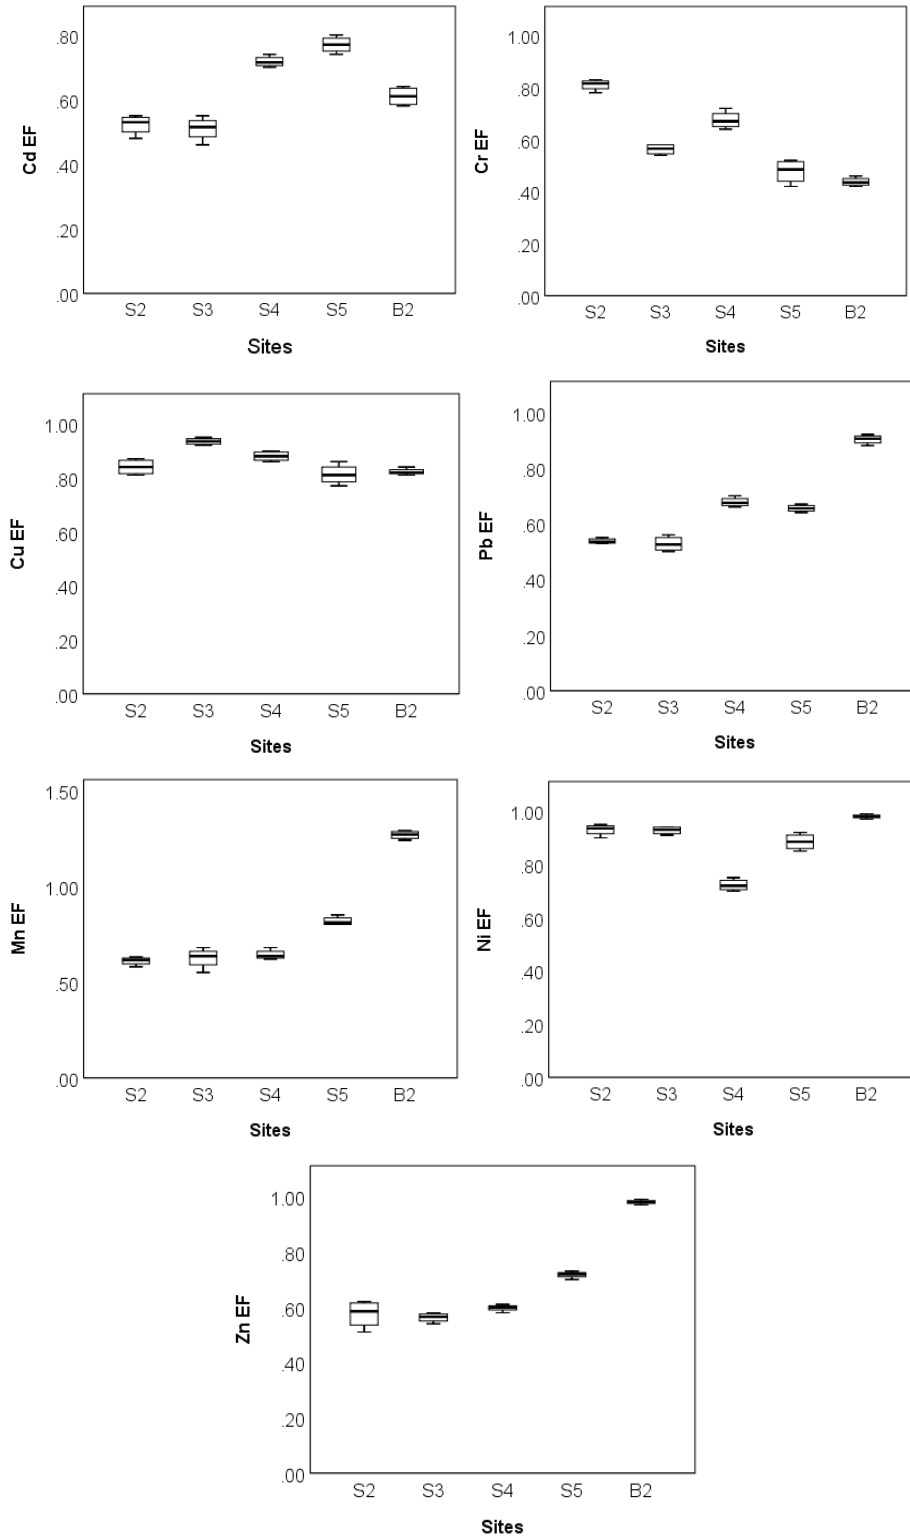 Cd EF
.80
.60
.40
.20
.00
S2 S3 S4 S5 B2
Sites
Cr EF
1.00
.80
.60
.40
.20
.00
S2 S3 S4 S5 B2
Sites
Cu EF
1.00
.80
.60
.40
.20
.00
S2 S3 S4 S5 B2
Sites
Pb EF
1.00
.80
.60
.40
.20
.00
S2 S3 S4 S5 B2
Sites
Mn EF
1.50
1.00
.50
.00
S2 S3 S4 S5 B2
Sites
Ni EF
1.00
.80
.60
.40
.20
.00
S2 S3 S4 S5 B2
Sites
Zn EF
1.00
.80
.60
.40
.20
.00
S2 S3 S4 S5 B2
Sites